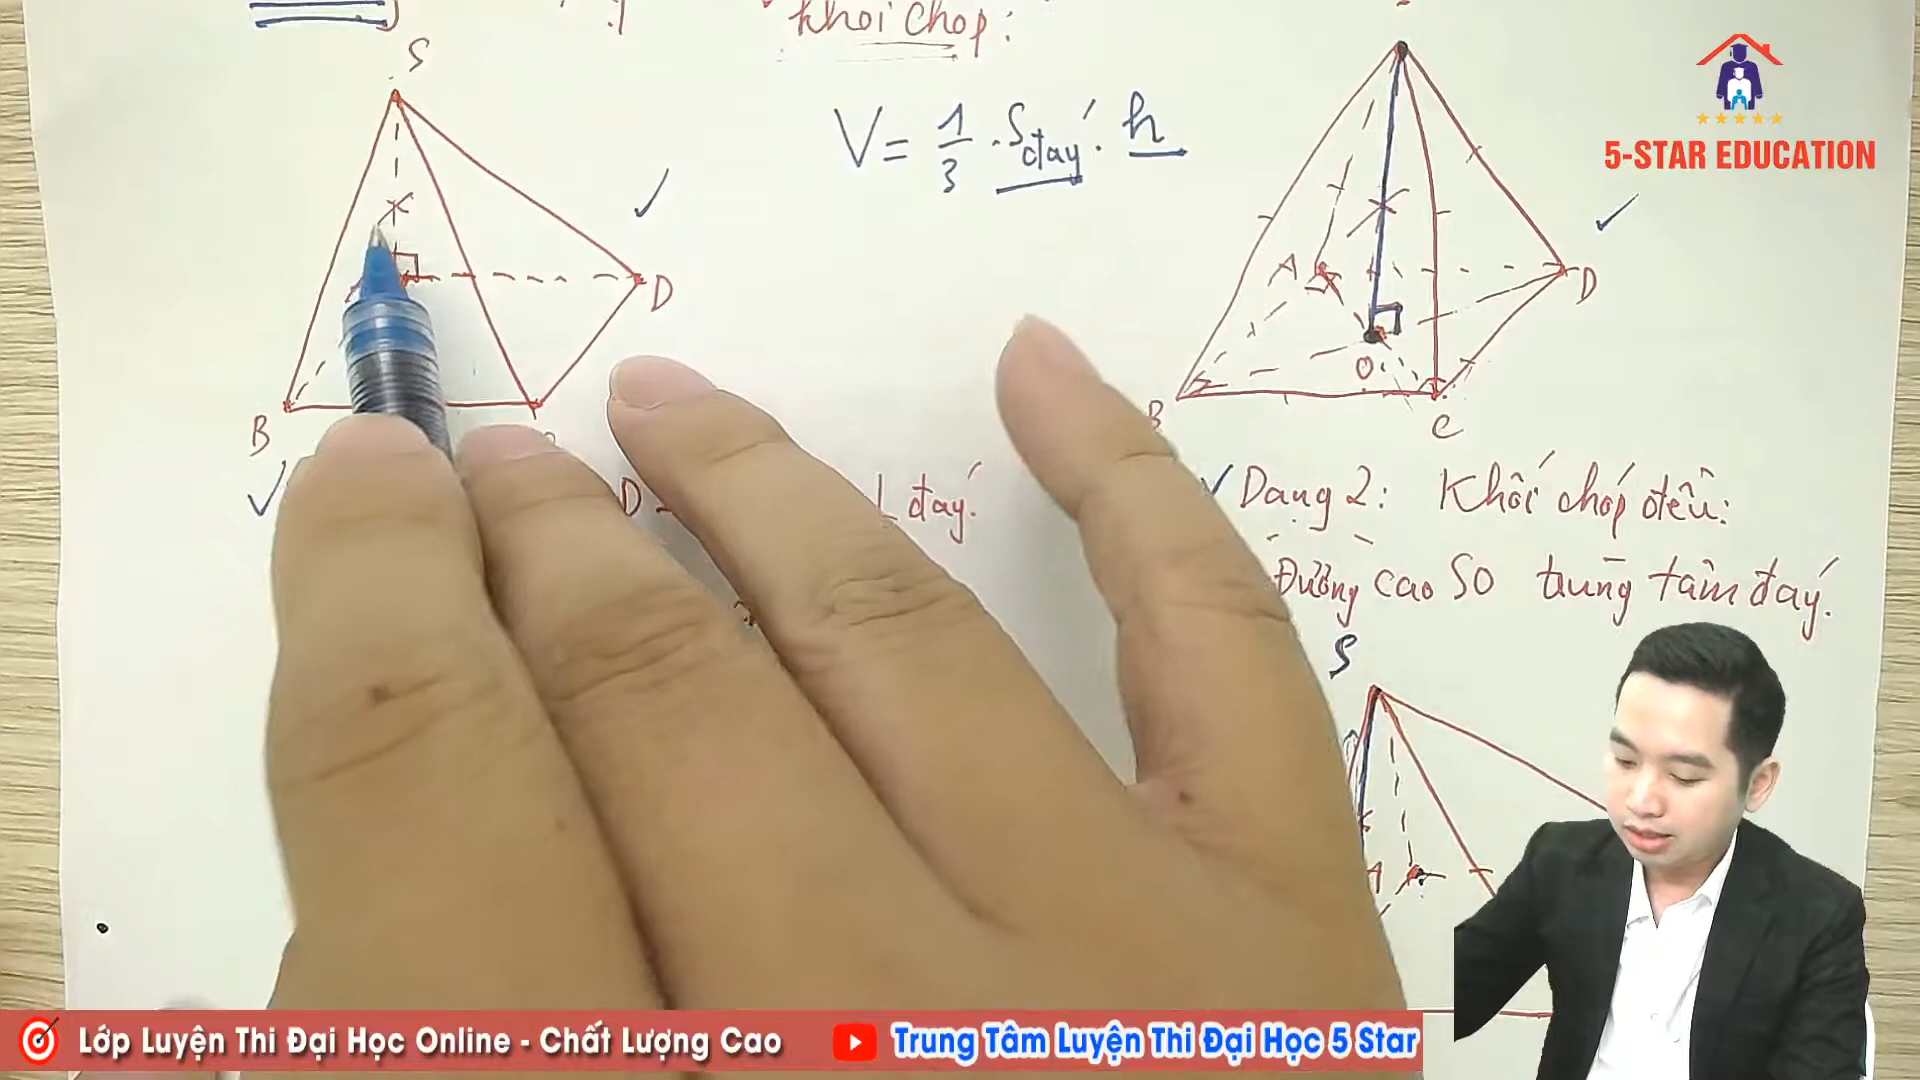 khối chóp:
S
V = 1/3 . Sđáy . h
5-STAR EDUCATION
A
D
D
O
B
B
C
D
⊥ đáy.
Dạng 2: Khối chóp đều:
Đường cao SO trùng tâm đáy.
S
A
Lớp Luyện Thi Đại Học Online - Chất Lượng Cao
Trung Tâm Luyện Thi Đại Học 5 Star